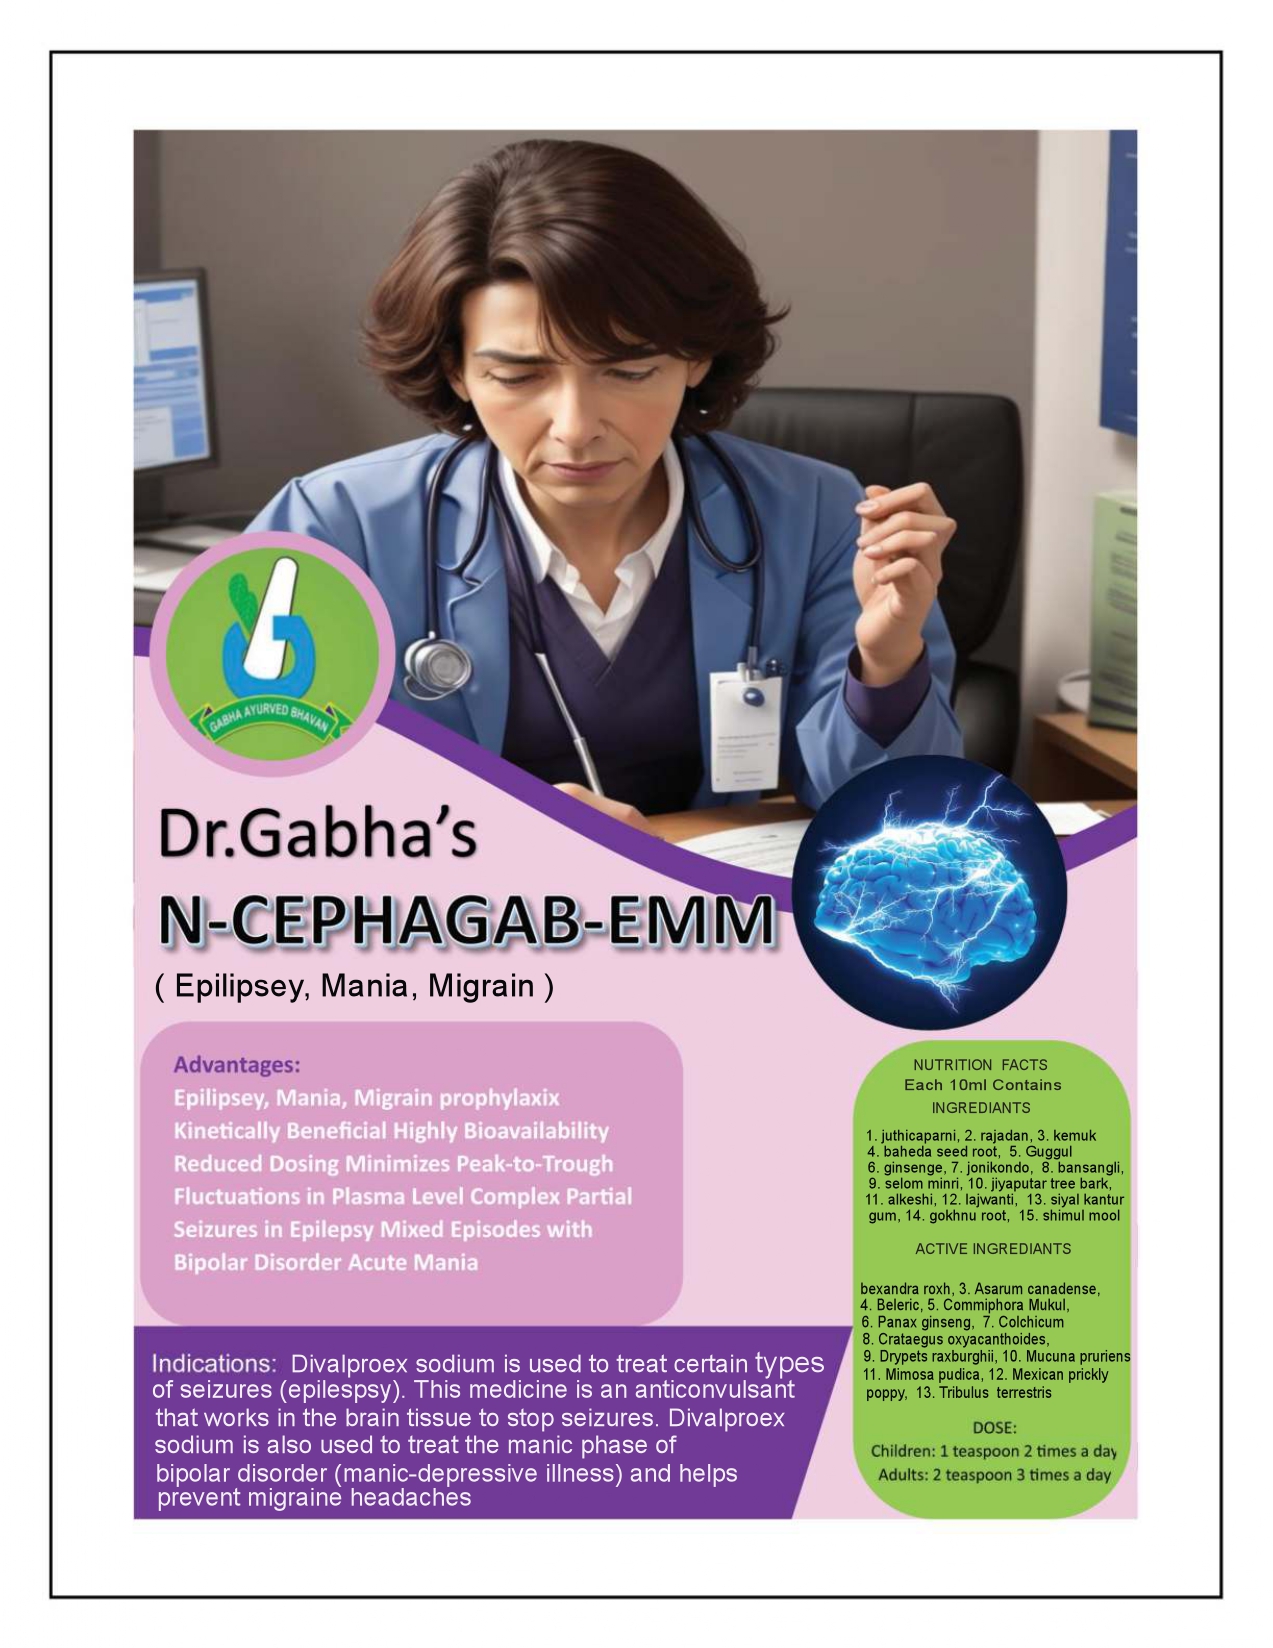 GABHA AYURVED BHAVAN
Dr.Gabha's
N-CEPHAGAB-EMM
( Epilipsey, Mania, Migrain )
Advantages:
Epilipsey, Mania, Migrain prophylaxix
Kinetically Beneficial Highly Bioavailability
Reduced Dosing Minimizes Peak-to-Trough
Fluctuations in Plasma Level Complex Partial
Seizures in Epilepsy Mixed Episodes with
Bipolar Disorder Acute Mania
Indications: Divalproex sodium is used to treat certain types
of seizures (epilespsy). This medicine is an anticonvulsant
that works in the brain tissue to stop seizures. Divalproex
sodium is also used to treat the manic phase of
bipolar disorder (manic-depressive illness) and helps
prevent migraine headaches
NUTRITION FACTS
Each 10ml Contains
INGREDIANTS
1. juthicaparni, 2. rajadan, 3. kemuk
4. baheda seed root, 5. Guggul
6. ginsenge, 7. jonikondo, 8. bansangli,
9. selom minri, 10. jiyaputar tree bark,
11. alkeshi, 12. lajwanti, 13. siyal kantur
gum, 14. gokhnu root, 15. shimul mool
ACTIVE INGREDIANTS
bexandra roxh, 3. Asarum canadense,
4. Beleric, 5. Commiphora Mukul,
6. Panax ginseng, 7. Colchicum
8. Crataegus oxyacanthoides,
9. Drypets raxburghii, 10. Mucuna pruriens
11. Mimosa pudica, 12. Mexican prickly
poppy, 13. Tribulus terrestris
DOSE:
Children: 1 teaspoon 2 times a day
Adults: 2 teaspoon 3 times a day